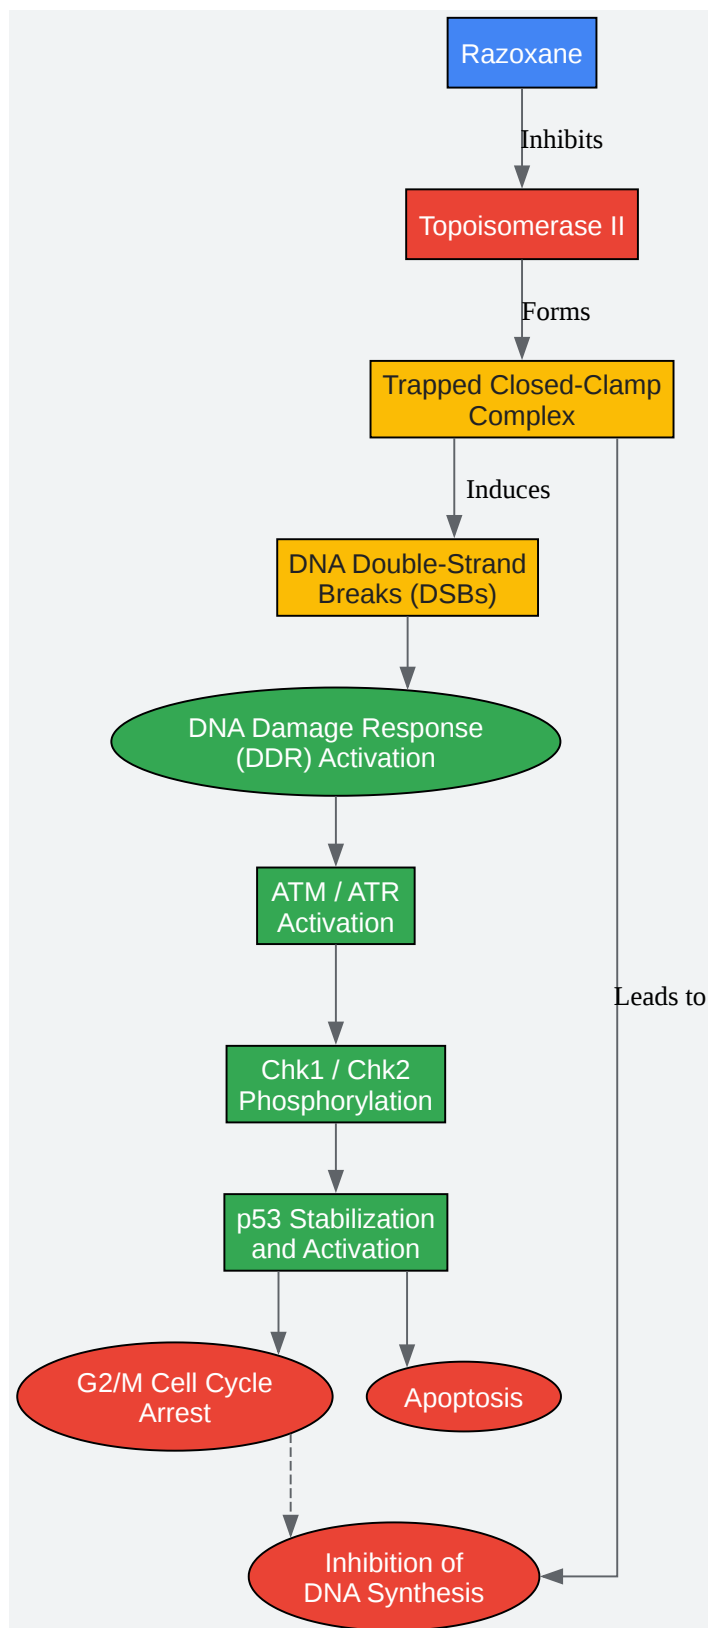 Razoxane
Inhibits
Topoisomerase II
Forms
Trapped Closed-Clamp
Complex
Induces
DNA Double-Strand
Breaks (DSBs)
DNA Damage Response
(DDR) Activation
ATM / ATR
Activation
Leads to
Chk1 / Chk2
Phosphorylation
p53 Stabilization
and Activation
G2/M Cell Cycle
Arrest
Apoptosis
Inhibition of
DNA Synthesis